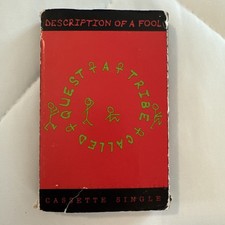 DESCRIPTION OF A FOOL
A TRIBE CALLED QUEST
CASSETTE SINGLE